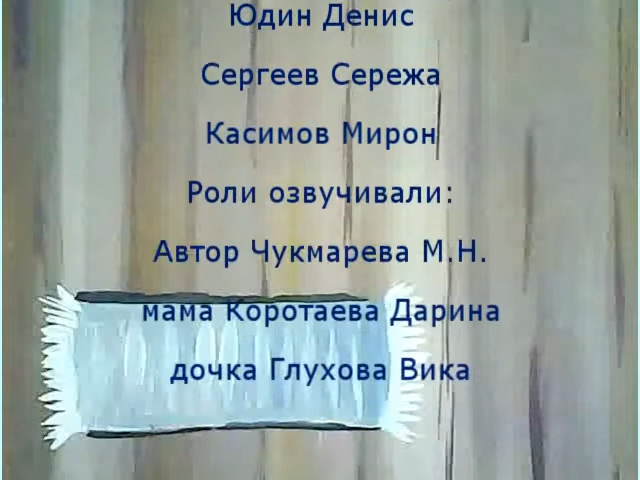 Юдин Денис
Сергеев Сережа
Касимов Мирон
Роли озвучивали:
Автор Чукмарева М.Н.
мама Коротаева Дарина
дочка Глухова Вика